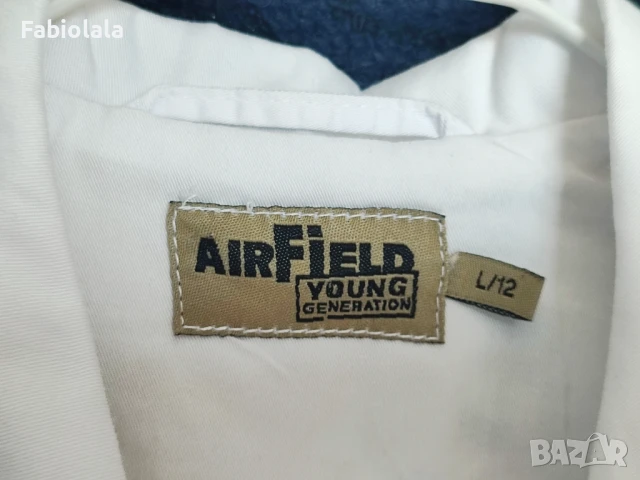 Fabiolala
AIRFIELD
YOUNG
GENERATION
L/12
BAZAR